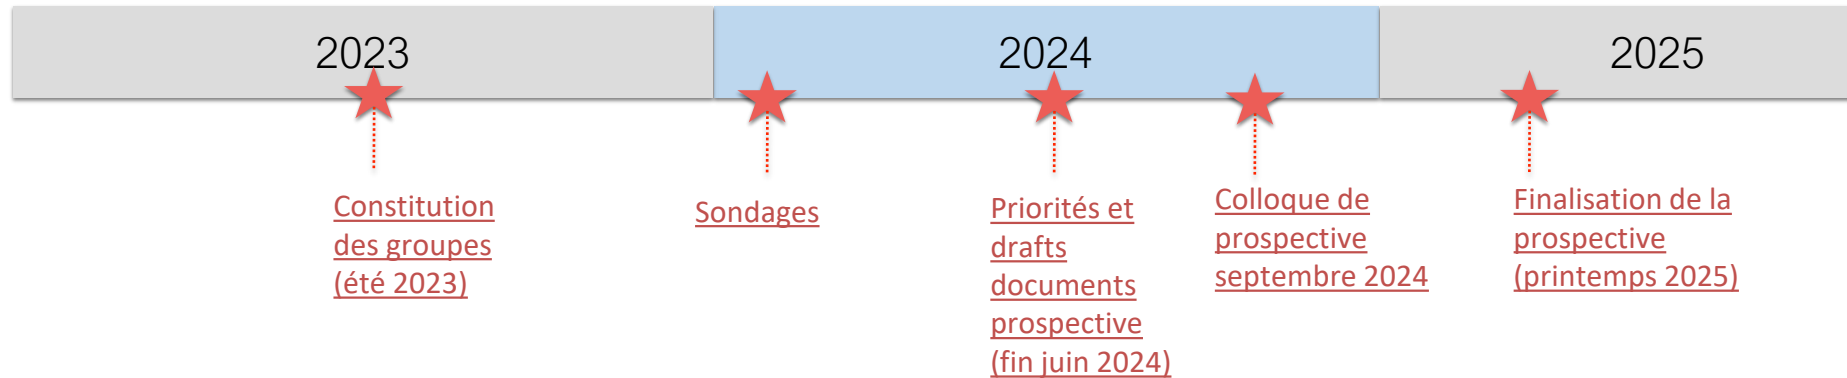 2023
2024
2025
Constitution
des groupes
(été 2023)
Sondages
Priorités et
drafts
documents
prospective
(fin juin 2024)
Colloque de
prospective
septembre 2024
Finalisation de la
prospective
(printemps 2025)